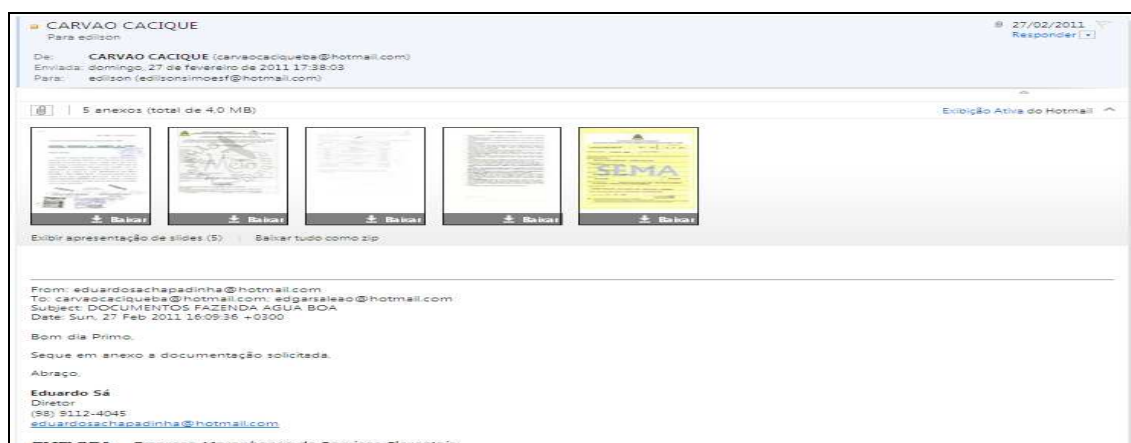 CARVAO CACIQUE
Para edilson
27/02/2011
Responder
De: CARVAO CACIQUE (carvaocaciqueba@hotmail.com)
Enviada: domingo, 27 de fevereiro de 2011 17:38:03
Para: edilson (edilsonsimoesf@hotmail.com)
5 anexos (total de 4,0 MB)
Exibição Ativa do Hotmail
SEMA
Baixar Baixar Baixar Baixar Baixar
Exibir apresentação de slides (5) Baixar tudo como zip
From: eduardosachapadinha@hotmail.com
To: carvaocaciqueba@hotmail.com; edgarsaleao@hotmail.com
Subject: DOCUMENTOS FAZENDA AGUA BOA
Date: Sun, 27 Feb 2011 16:09:36 +0300
Bom dia Primo,
Segue em anexo a documentação solicitada.
Abraço,
Eduardo Sá
Diretor
(98) 9112-4045
eduardosachapadinha@hotmail.com